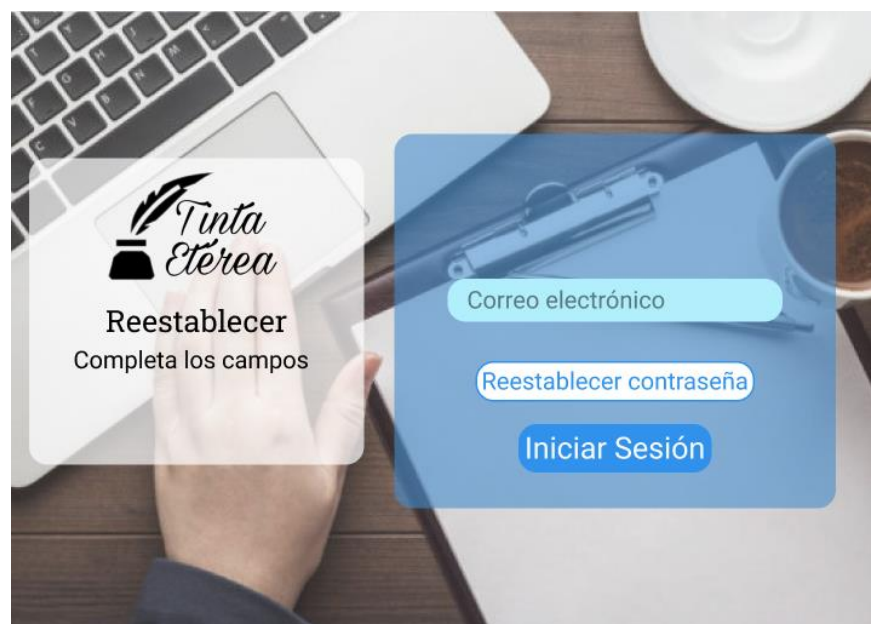 Tinta
Etérea
Reestablecer
Completa los campos
Correo electrónico
Reestablecer contraseña
Iniciar Sesión